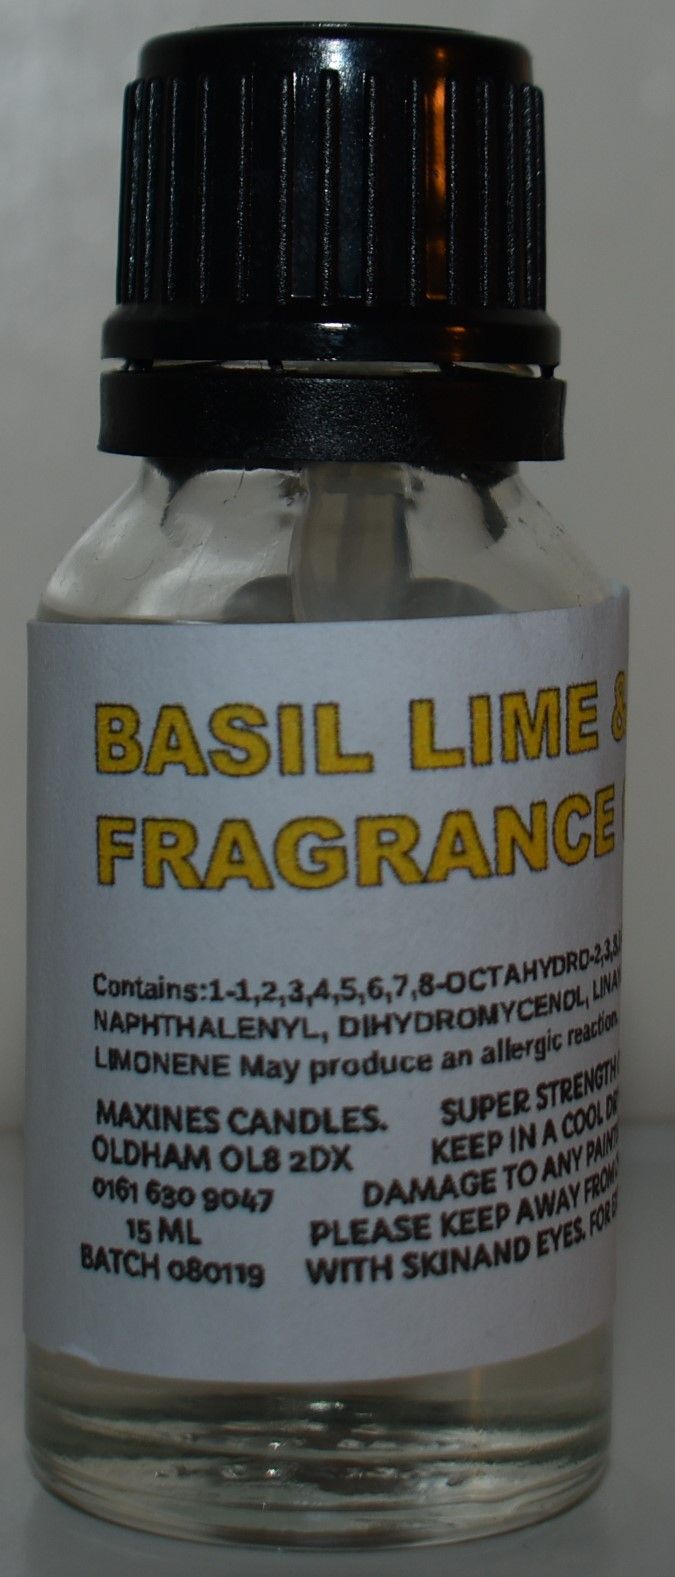 BASIL LIME &
FRAGRANCE
Contains:1-1,2,3,4,5,6,7,8-OCTAHYDRO-2,3,8,
NAPHTHALENYL, DIHYDROMYCENOL,
LIMONENE May produce an allergic reaction.
MAXINES CANDLES. SUPER STRENGTH
OLDHAM OL8 2DX KEEP IN A COOL
0161 630 9047 DAMAGE TO ANY
15 ML PLEASE KEEP AWAY FROM
BATCH 080119 WITH SKINAND EYES. FOR